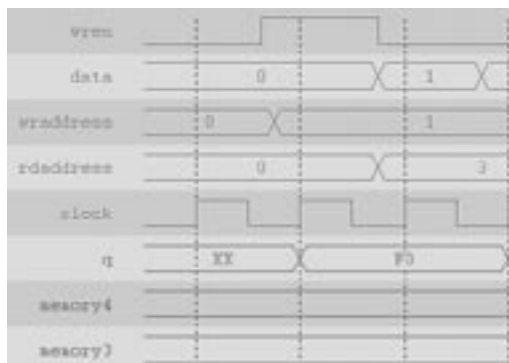 wren
data 0 1
wraddress 0 1
rdaddress 0 3
clock
q XX F0
memory4
memory3